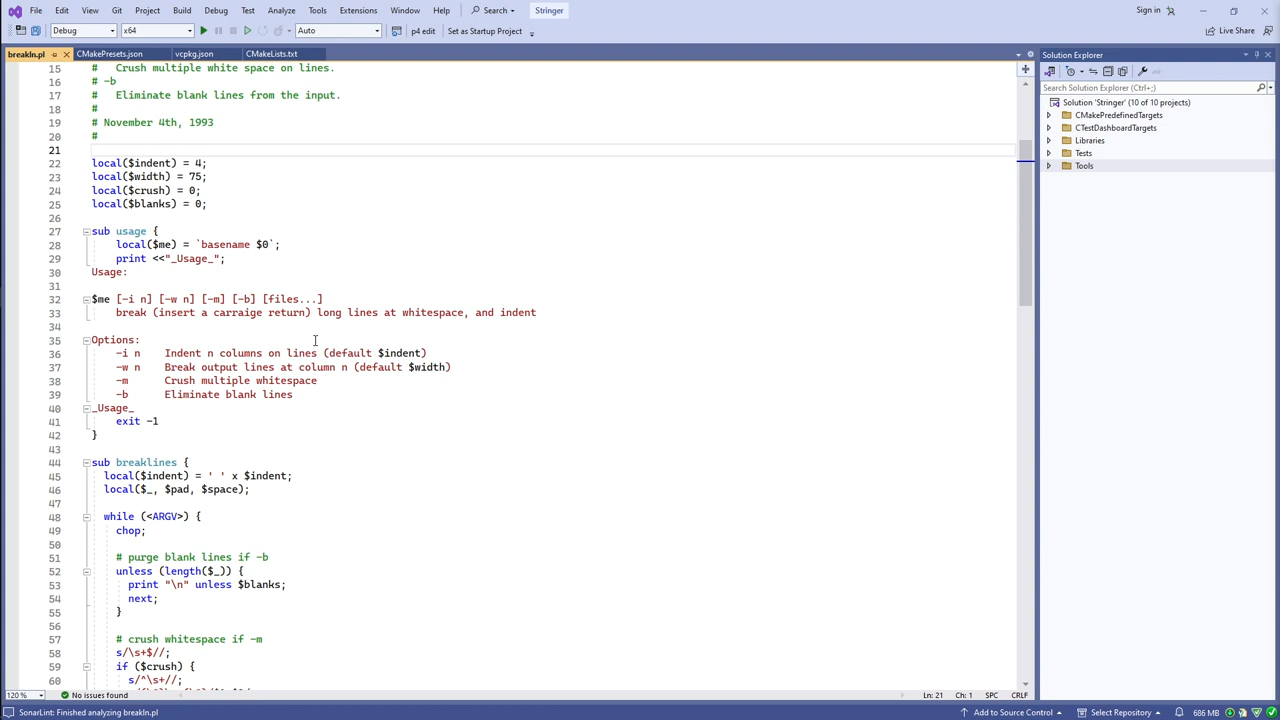 File Edit View Git Project Build Debug Test Analyze Tools Extensions Window Help Search Stringer Sign in
Debug x64 Auto p4 edit Set as Startup Project Live Share
breakln.pl CMakePresets.json vcpkg.json CMakeLists.txt
15 # Crush multiple white space on lines.
16 # -b
17 # Eliminate blank lines from the input.
18 #
19 # November 4th, 1993
20 #
21
22 local($indent) = 4;
23 local($width) = 75;
24 local($crush) = 0;
25 local($blanks) = 0;
26
27 sub usage {
28 local($me) = `basename $0`;
29 print <<"_Usage_";
30 Usage:
31
32 $me [-i n] [-w n] [-m] [-b] [files...]
33 break (insert a carraige return) long lines at whitespace, and indent
34
35 Options:
36 -i n Indent n columns on lines (default $indent)
37 -w n Break output lines at column n (default $width)
38 -m Crush multiple whitespace
39 -b Eliminate blank lines
40 _Usage_
41 exit -1
42 }
43
44 sub breaklines {
45 local($indent) = ' ' x $indent;
46 local($_, $pad, $space);
47
48 while (<ARGV>) {
49 chop;
50
51 # purge blank lines if -b
52 unless (length($_)) {
53 print "\n" unless $blanks;
54 next;
55 }
56
57 # crush whitespace if -m
58 s/\s+$//;
59 if ($crush) {
60 s/^\s+//;
120 % No issues found Ln: 21 Ch: 1 SPC CRLF
Solution Explorer
Search Solution Explorer (Ctrl+;)
Solution 'Stringer' (10 of 10 projects)
CMakePredefinedTargets
CTestDashboardTargets
Libraries
Tests
Tools
SonarLint: Finished analyzing breakln.pl Add to Source Control Select Repository 686 MB